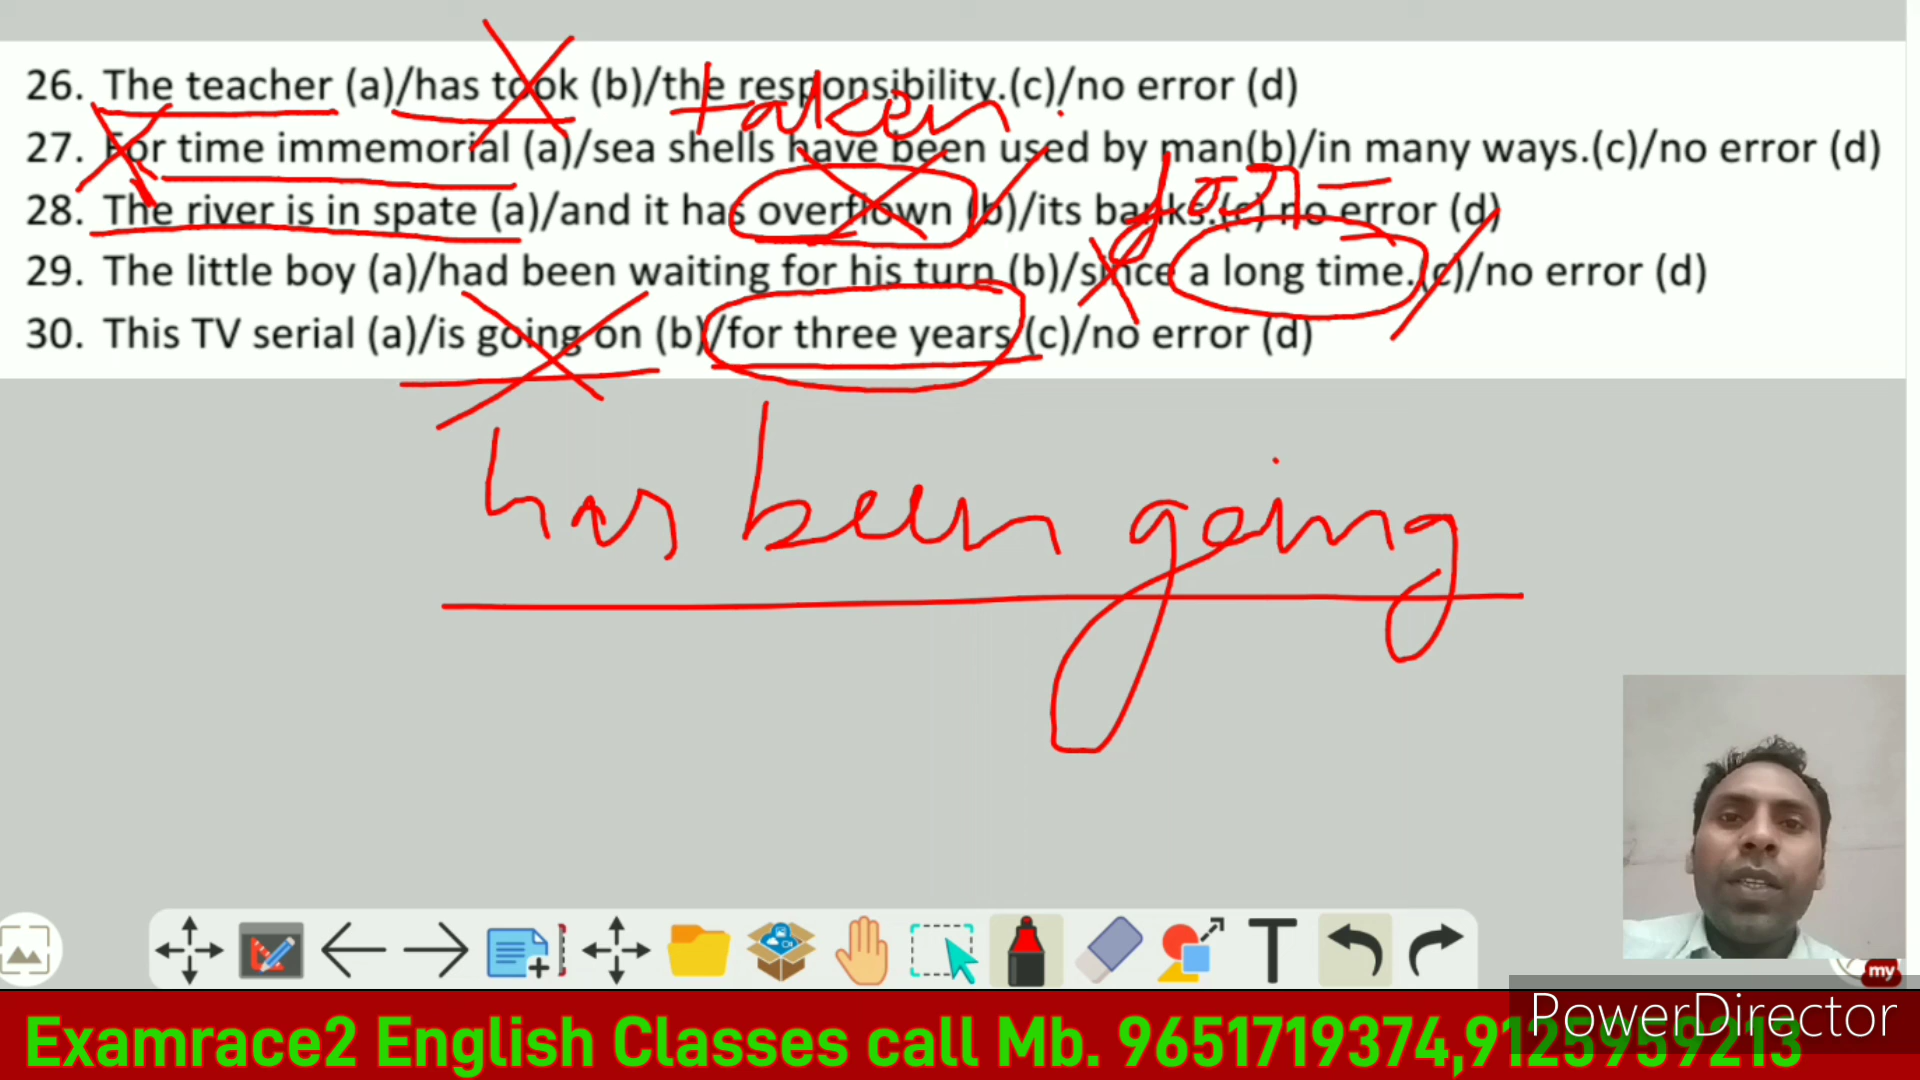 26. The teacher (a)/has took (b)/the responsibility.(c)/no error (d)
taken
27. For time immemorial (a)/sea shells have been used by man(b)/in many ways.(c)/no error (d)
28. The river is in spate (a)/and it has overflown (b)/its banks.(c) no error (d)
for
29. The little boy (a)/had been waiting for his turn (b)/since a long time.(c)/no error (d)
30. This TV serial (a)/is going on (b)/for three years (c)/no error (d)
has been going
T
my
PowerDirector
Examrace2 English Classes call Mb. 9651719374,9125959213